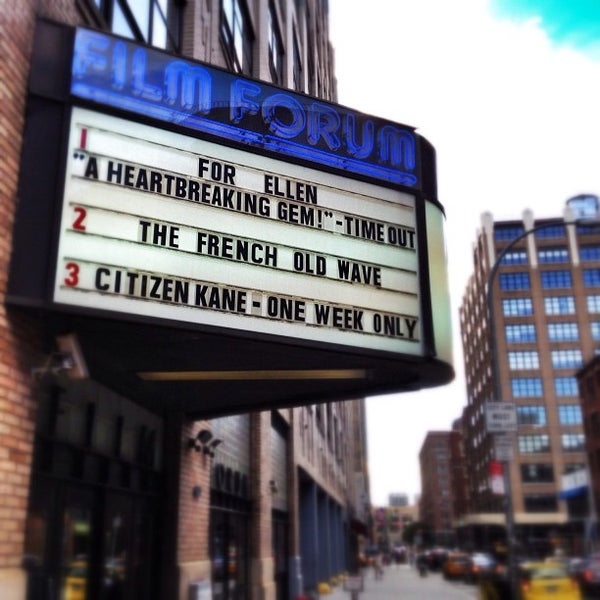 FILM FORUM
1
FOR ELLEN
"A HEARTBREAKING GEM!" - TIME OUT
2 THE FRENCH OLD WAVE
3 CITIZEN KANE - ONE WEEK ONLY